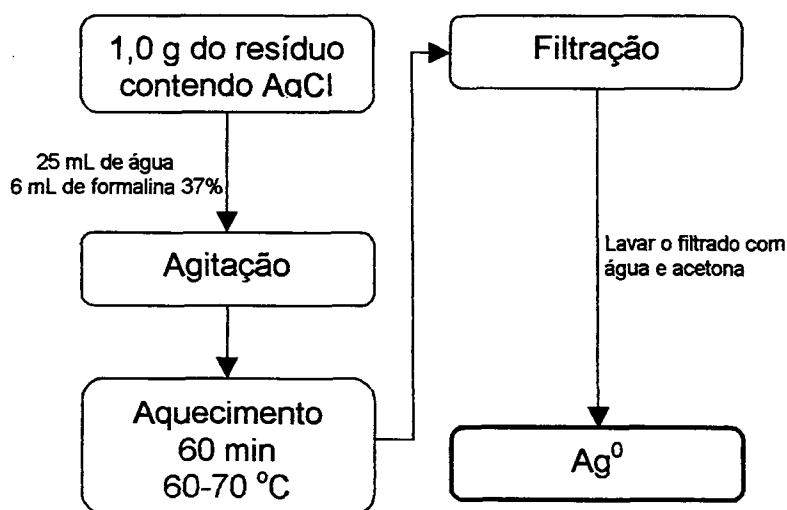 1,0 g do resíduo
contendo AgCl
25 mL de água
6 mL de formalina 37%
Agitação
Aquecimento
60 min
60-70 ºC
Filtração
Lavar o filtrado com
água e acetona
Ag⁰